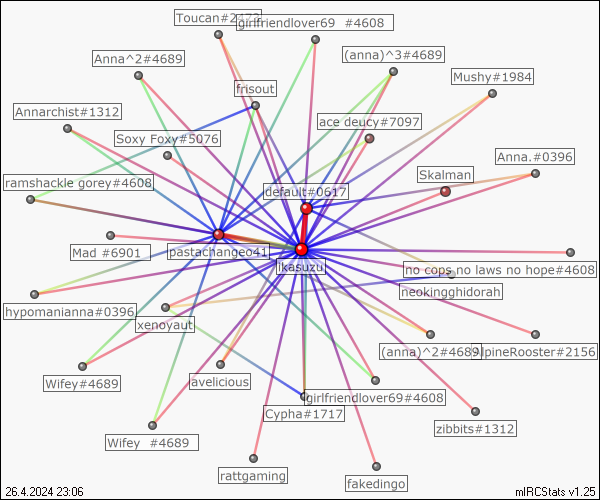 Toucan#2472
girlfriendlover69 #4608
Anna^2#4689
(anna)^3#4689
Mushy#1984
frisout
Annarchist#1312
ace deucy#7097
Soxy Foxy#5076
Anna.#0396
Skalman
ramshackle gorey#4608
default#0617
Mad #6901
pastachangeo41
ikasuzu
no cops no laws no hope#4608
neokingghidorah
hypomanianna#0396
xenoyaut
(anna)^2#4689
lpineRooster#2156
Wifey#4689
avelicious
girlfriendlover69#4608
Cypha#1717
zibbits#1312
Wifey #4689
rattgaming
fakedingo
26.4.2024 23:06
mIRCStats v1.25